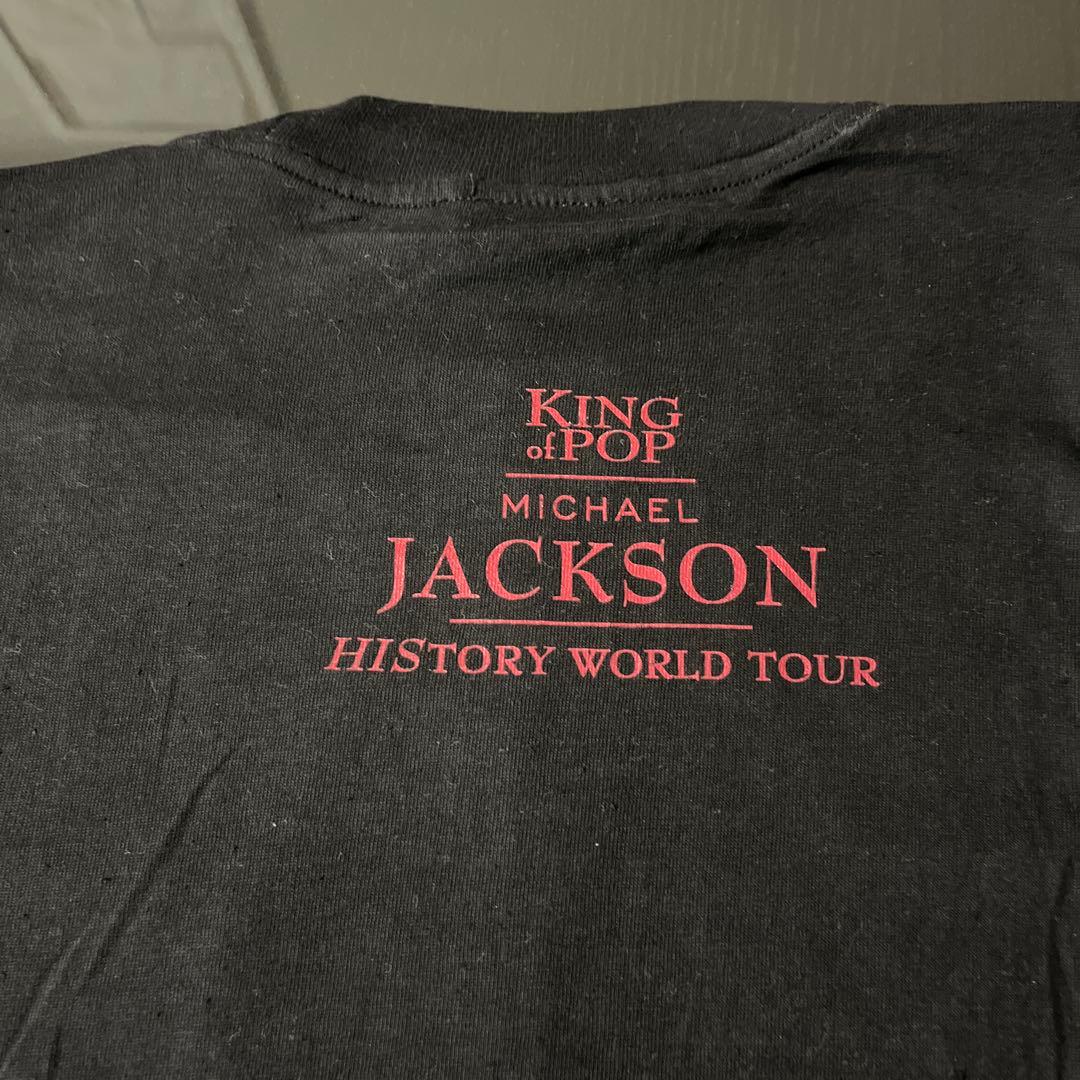 KING
of POP
MICHAEL
JACKSON
HISTORY WORLD TOUR